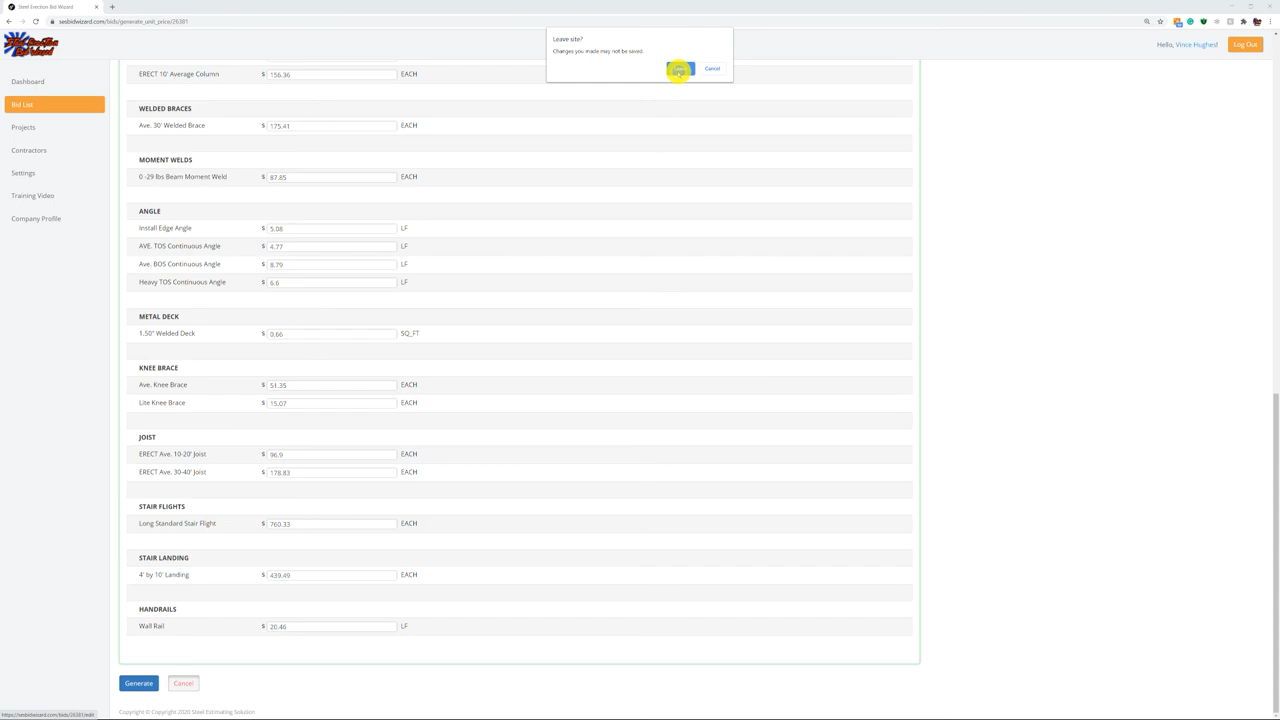 Steel Erection Bid Wizard
sesbidwizard.com/bids/generate_unit_price/26381
Leave site?
Changes you made may not be saved.
Cancel
Hello, Vince Hughes!
Log Out
Dashboard
Bid List
Projects
Contractors
Settings
Training Video
Company Profile
ERECT 10' Average Column $ 156.36 EACH
WELDED BRACES
Ave. 30' Welded Brace $ 175.41 EACH
MOMENT WELDS
0 -29 lbs Beam Moment Weld $ 87.85 EACH
ANGLE
Install Edge Angle $ 5.08 LF
AVE. TOS Continuous Angle $ 4.77 LF
Ave. BOS Continuous Angle $ 8.79 LF
Heavy TOS Continuous Angle $ 6.6 LF
METAL DECK
1.50" Welded Deck $ 0.66 SQ_FT
KNEE BRACE
Ave. Knee Brace $ 51.35 EACH
Lite Knee Brace $ 15.07 EACH
JOIST
ERECT Ave. 10-20' Joist $ 96.9 EACH
ERECT Ave. 30-40' Joist $ 178.83 EACH
STAIR FLIGHTS
Long Standard Stair Flight $ 760.33 EACH
STAIR LANDING
4' by 10' Landing $ 439.49 EACH
HANDRAILS
Wall Rail $ 20.46 LF
Generate
Cancel
Copyright © Copyright 2020 Steel Estimating Solution
https://sesbidwizard.com/bids/26381/edit